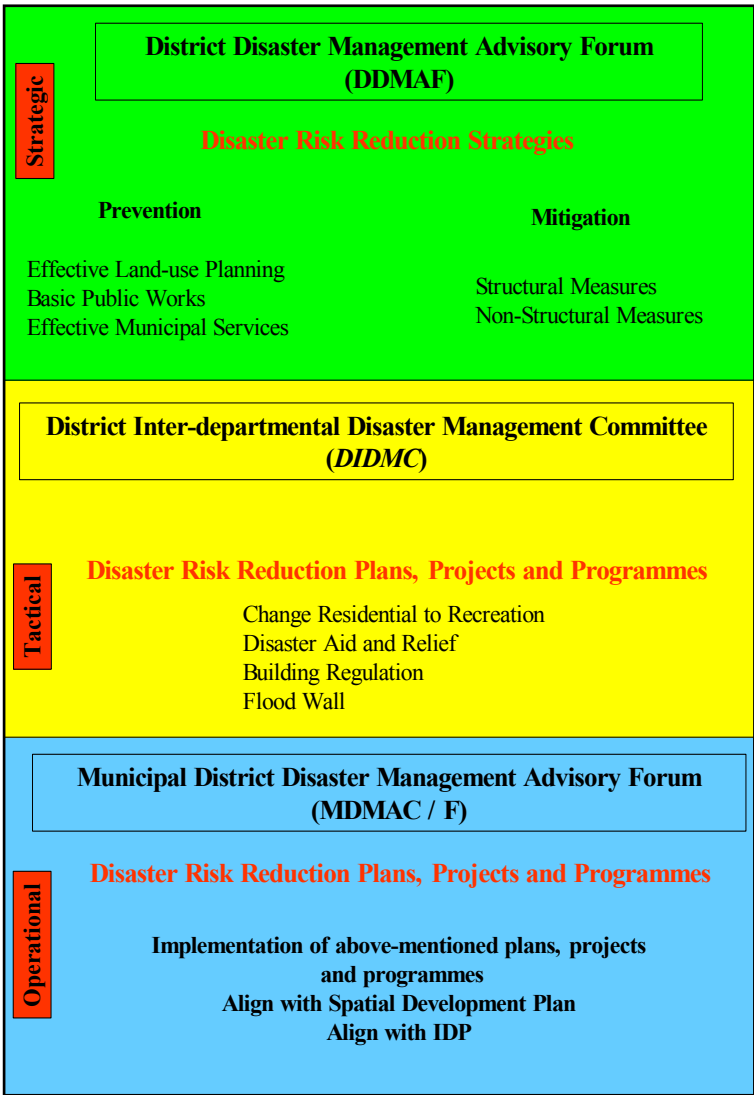 District Disaster Management Advisory Forum
(DDMAF)
Strategic
Disaster Risk Reduction Strategies
Prevention
Effective Land-use Planning
Basic Public Works
Effective Municipal Services
Mitigation
Structural Measures
Non-Structural Measures
District Inter-departmental Disaster Management Committee
(DIDMC)
Tactical
Disaster Risk Reduction Plans, Projects and Programmes
Change Residential to Recreation
Disaster Aid and Relief
Building Regulation
Flood Wall
Municipal District Disaster Management Advisory Forum
(MDMAC / F)
Operational
Disaster Risk Reduction Plans, Projects and Programmes
Implementation of above-mentioned plans, projects
and programmes
Align with Spatial Development Plan
Align with IDP